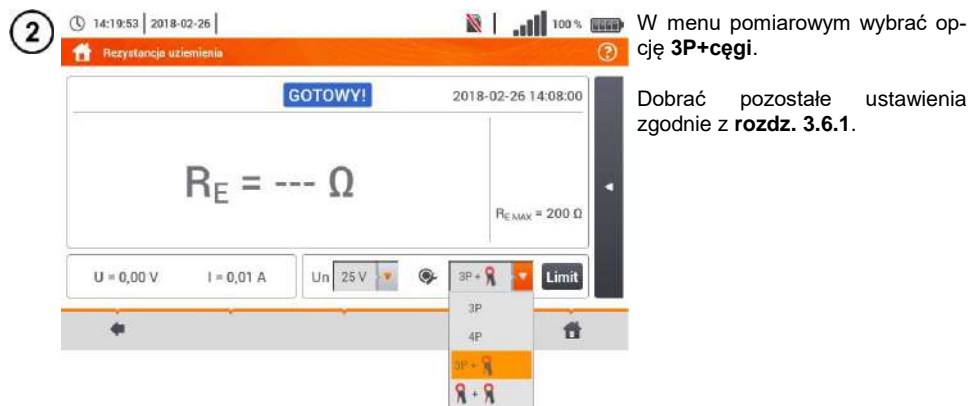 2
14:19:53 2018-02-26 100 %
Rezystancja uziemienia ?
GOTOWY! 2018-02-26 14:08:00
RE = --- Ω
RE MAX = 200 Ω
U = 0,00 V I = 0,01 A Un 25 V 3P + Limit
3P
4P
3P +
+
W menu pomiarowym wybrać op-
cję 3P+cęgi.
Dobrać pozostałe ustawienia
zgodnie z rozdz. 3.6.1.